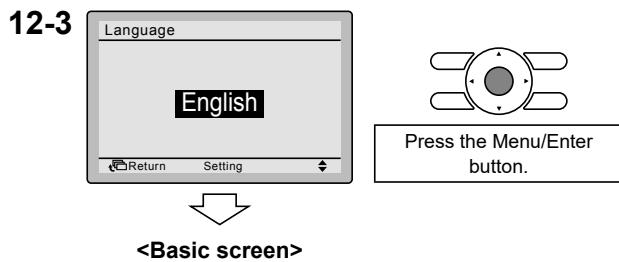 12-3
Language
English
Return Setting
Press the Menu/Enter
button.
<Basic screen>